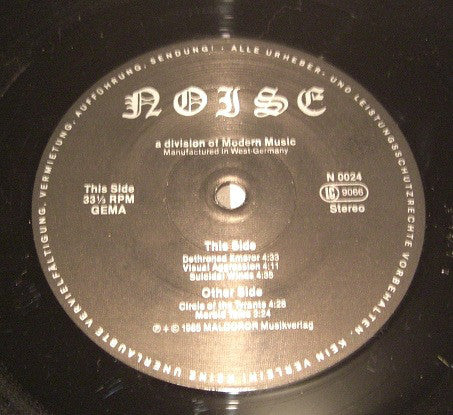 ALLE URHEBER- UND LEISTUNGSSCHUTZRECHTE VORBEHALTEN. KEIN VERLEIH! KEINE UNERLAUBTE VERVIELFÄLTIGUNG, VERMIETUNG, AUFFÜHRUNG, SENDUNG! -
NOISE
a division of Modern Music
Manufactured in West-Germany
This Side
33⅓ RPM
GEMA
N 0024
LC 9066
Stereo
This Side
Dethroned Emeror 4:33
Visual Aggression 4:11
Suicidal Winds
Other Side
Circle of the Tyrants 4:28
Morbid Tales 3:24
℗ + © 1985 MALDOROR Musikverlag